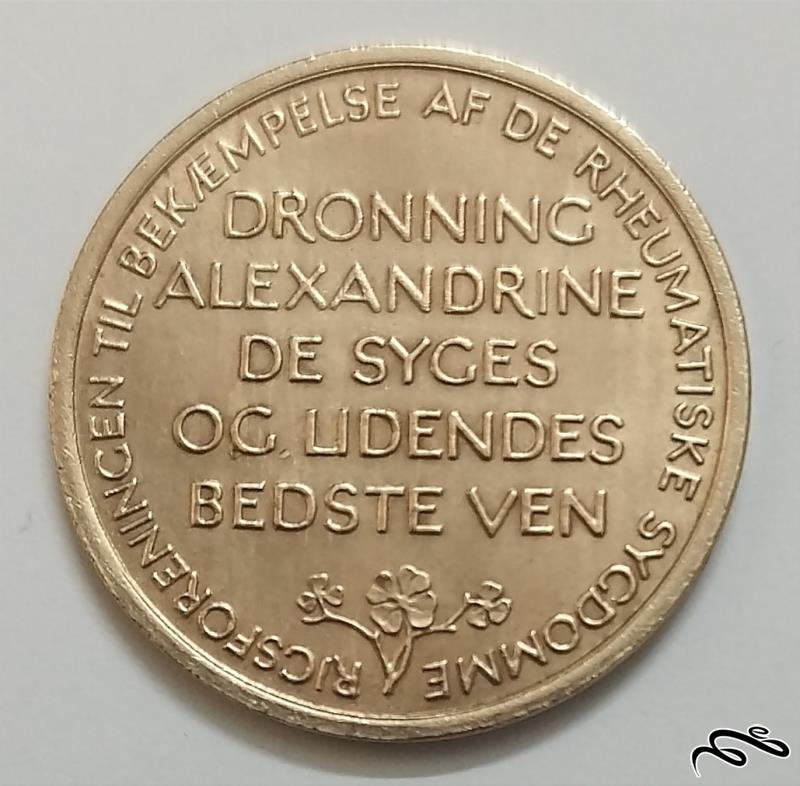 RIGSFORENINGEN TIL BEKÆMPELSE AF DE RHEUMATISKE SYGDOMME
DRONNING
ALEXANDRINE
DE SYGES
OG LIDENDES
BEDSTE VEN